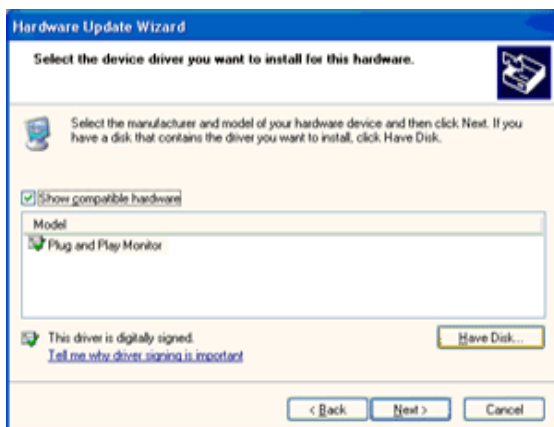 Hardware Update Wizard
Select the device driver you want to install for this hardware.
Select the manufacturer and model of your hardware device and then click Next. If you
have a disk that contains the driver you want to install, click Have Disk.
Show compatible hardware
Model
Plug and Play Monitor
This driver is digitally signed.
Have Disk...
Tell me why driver signing is important
< Back
Next >
Cancel